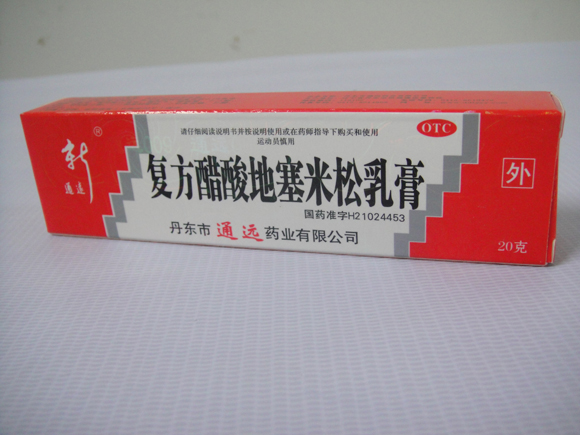 请仔细阅读说明书并按说明使用或在药师指导下购买和使用
运动员慎用
OTC
新®
通远
复方醋酸地塞米松乳膏
外
国药准字H21024453
丹东市通远药业有限公司
20克